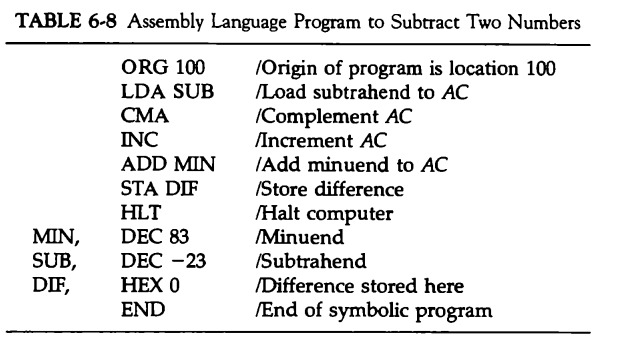 TABLE 6-8 Assembly Language Program to Subtract Two Numbers
ORG 100 /Origin of program is location 100
LDA SUB /Load subtrahend to AC
CMA /Complement AC
INC /Increment AC
ADD MIN /Add minuend to AC
STA DIF /Store difference
HLT /Halt computer
MIN, DEC 83 /Minuend
SUB, DEC −23 /Subtrahend
DIF, HEX 0 /Difference stored here
END /End of symbolic program